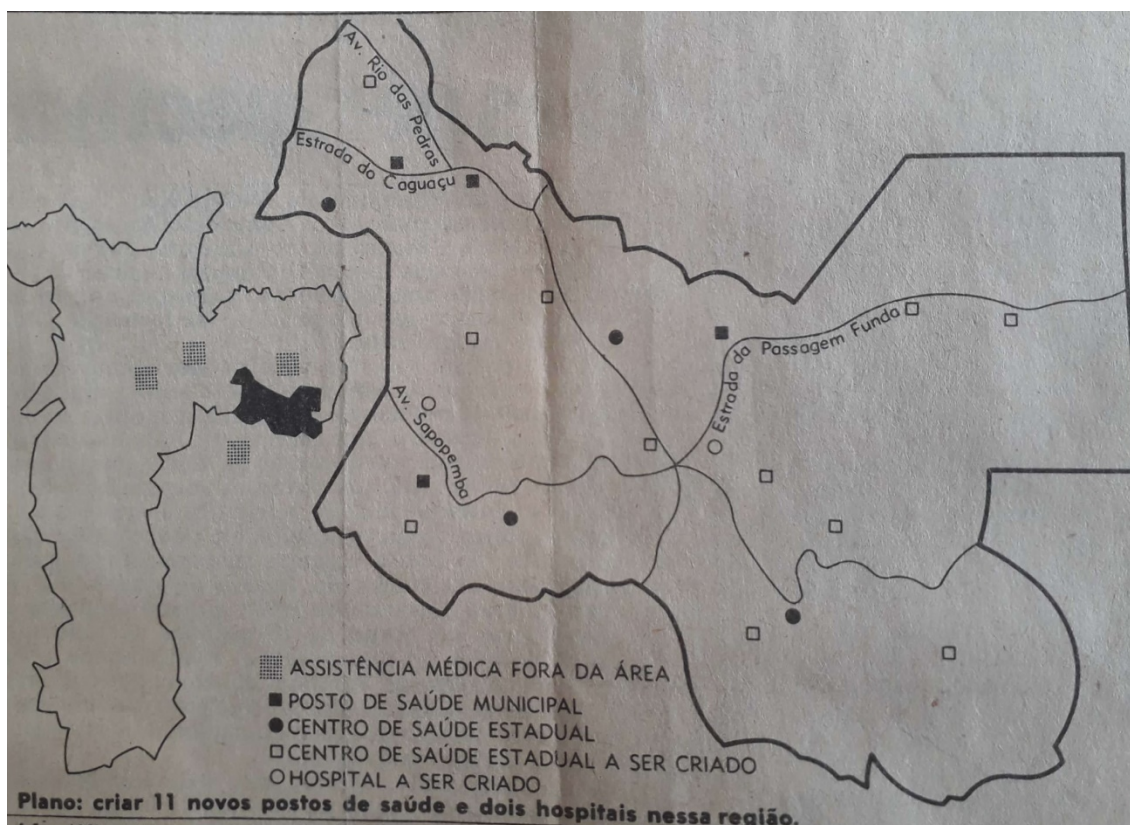 Av. Rio das Pedras
Estrada do Caguaçu
Estrada da Passagem Funda
Av. Sapopemba
ASSISTÊNCIA MÉDICA FORA DA ÁREA
POSTO DE SAÚDE MUNICIPAL
CENTRO DE SAÚDE ESTADUAL
CENTRO DE SAÚDE ESTADUAL A SER CRIADO
HOSPITAL A SER CRIADO
Plano: criar 11 novos postos de saúde e dois hospitais nessa região.